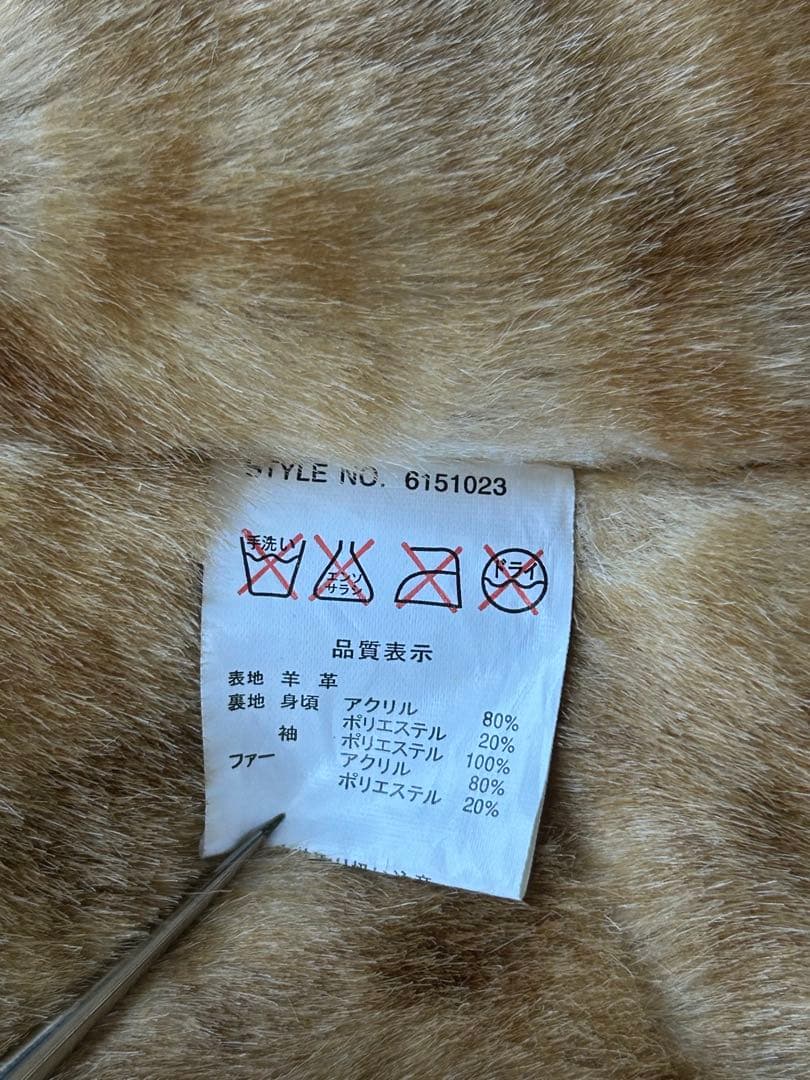 STYLE NO. 6151023
手洗い
エンソ
サラシ
ドライ
品質表示
表地 羊 革
裏地 身頃 アクリル 80%
ポリエステル 20%
袖 ポリエステル 100%
ファー アクリル 80%
ポリエステル 20%